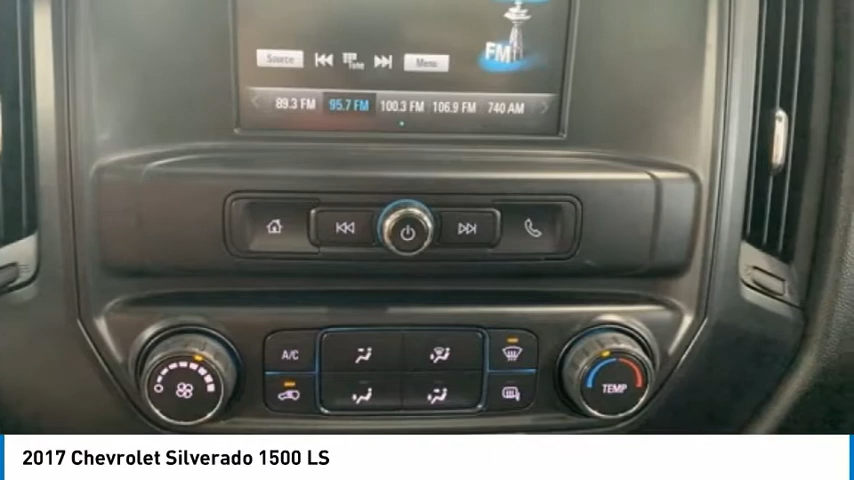 FM
Source Tune Menu
89.3 FM 95.7 FM 100.3 FM 106.9 FM 740 AM
A/C
TEMP
2017 Chevrolet Silverado 1500 LS